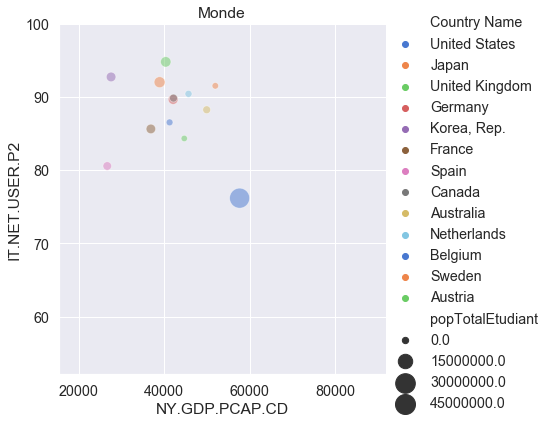 Monde
Country Name
United States
Japan
United Kingdom
Germany
Korea, Rep.
France
Spain
Canada
Australia
Netherlands
Belgium
Sweden
Austria
popTotalEtudiant
0.0
15000000.0
30000000.0
45000000.0
IT.NET.USER.P2
100
90
80
70
60
20000 40000 60000 80000
NY.GDP.PCAP.CD